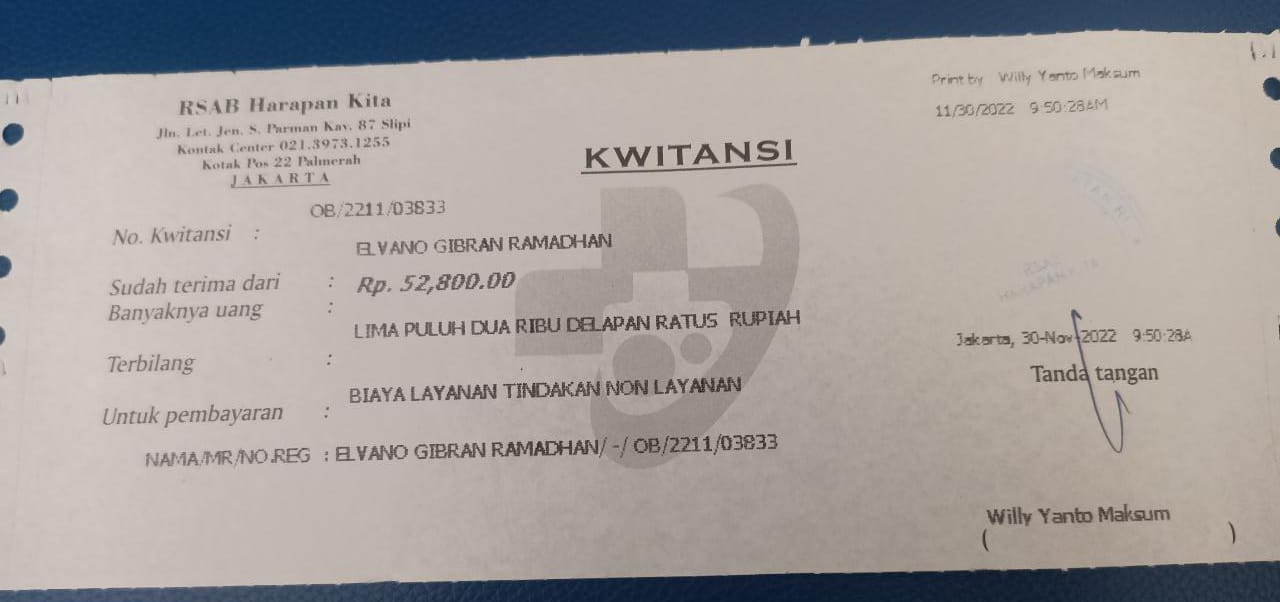 RSAB Harapan Kita
Jln. Let. Jen. S. Parman Kav. 87 Slipi
Kontak Center 021.3973.1255
Kotak Pos 22 Palmerah
JAKARTA
Print by Willy Yanto Maksum
11/30/2022 9:50:28AM
KWITANSI
No. Kwitansi : OB/2211/03833
Sudah terima dari : ELVANO GIBRAN RAMADHAN
Banyaknya uang : Rp. 52,800.00
Terbilang : LIMA PULUH DUA RIBU DELAPAN RATUS RUPIAH
Untuk pembayaran : BIAYA LAYANAN TINDAKAN NON LAYANAN
NAMA/MR/NO.REG : ELVANO GIBRAN RAMADHAN/ -/ OB/2211/03833
Jakarta, 30-Nov-2022 9:50:28A
Tanda tangan
Willy Yanto Maksum
( )